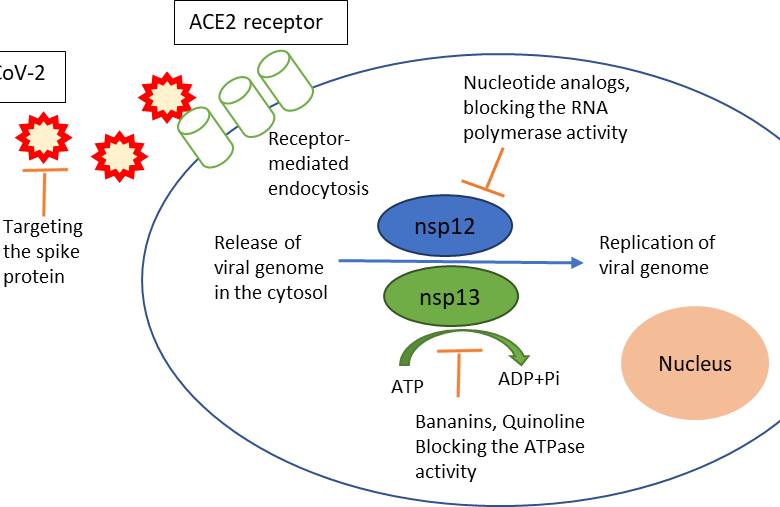 ACE2 receptor
CoV-2
Nucleotide analogs,
blocking the RNA
polymerase activity
Receptor-
mediated
endocytosis
Targeting
the spike
protein
nsp12
Release of
viral genome
in the cytosol
Replication of
viral genome
nsp13
Nucleus
ATP
ADP+Pi
Bananins, Quinoline
Blocking the ATPase
activity